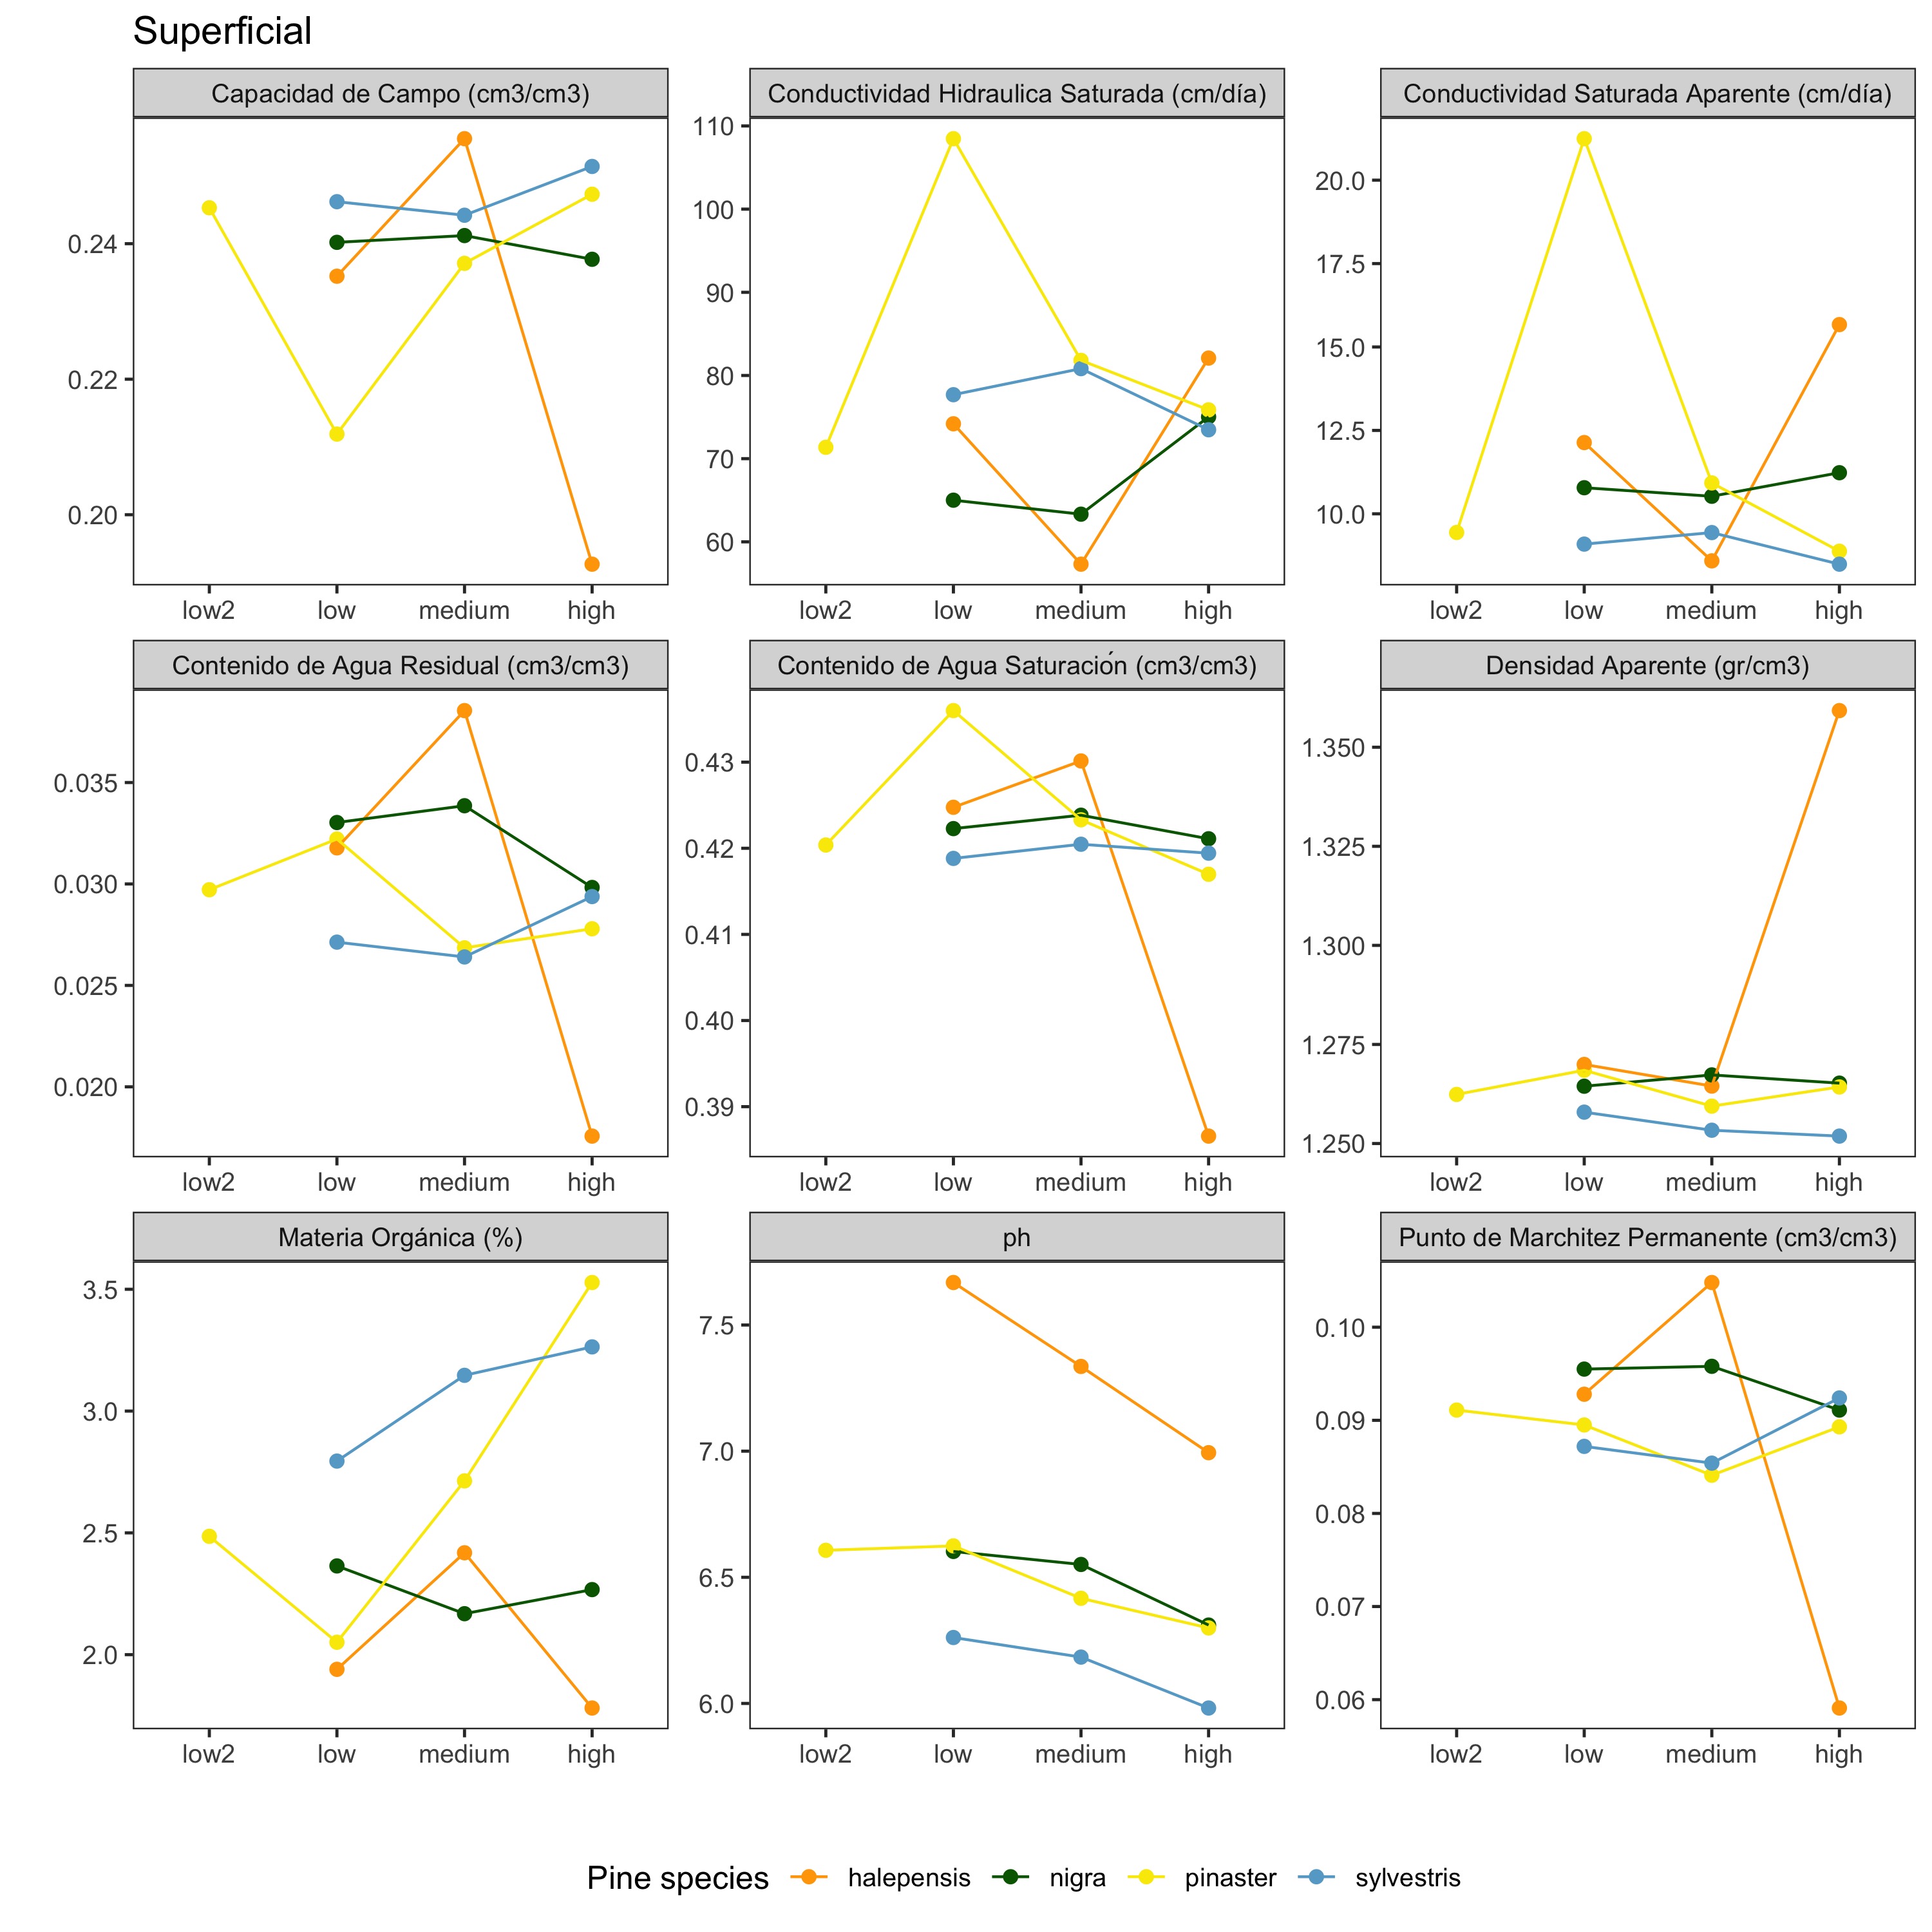 Superficial
Capacidad de Campo (cm3/cm3)
0.24
0.22
0.20
low2 low medium high
Conductividad Hidraulica Saturada (cm/día)
110
100
90
80
70
60
low2 low medium high
Conductividad Saturada Aparente (cm/día)
20.0
17.5
15.0
12.5
10.0
low2 low medium high
Contenido de Agua Residual (cm3/cm3)
0.035
0.030
0.025
0.020
low2 low medium high
Contenido de Agua Saturación (cm3/cm3)
0.43
0.42
0.41
0.40
0.39
low2 low medium high
Densidad Aparente (gr/cm3)
1.350
1.325
1.300
1.275
1.250
low2 low medium high
Materia Orgánica (%)
3.5
3.0
2.5
2.0
low2 low medium high
ph
7.5
7.0
6.5
6.0
low2 low medium high
Punto de Marchitez Permanente (cm3/cm3)
0.10
0.09
0.08
0.07
0.06
low2 low medium high
Pine species halepensis nigra pinaster sylvestris